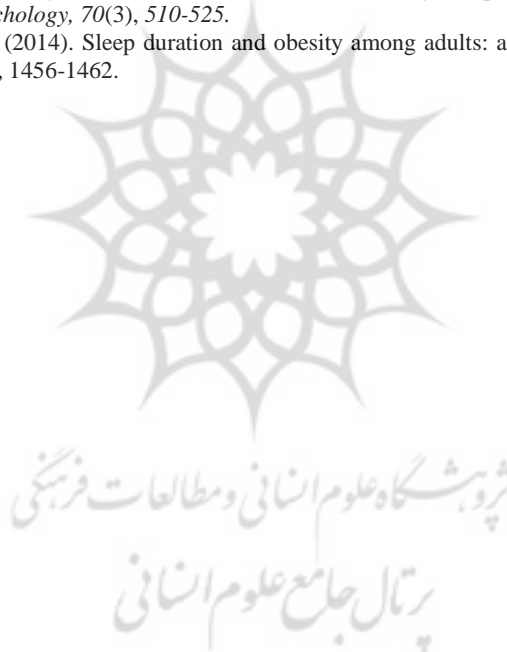 chology, 70(3), 510-525.
(2014). Sleep duration and obesity among adults: a
, 1456-1462.
پژوهشگاه علوم انسانی و مطالعات فرهنگی
پرتال جامع علوم انسانی